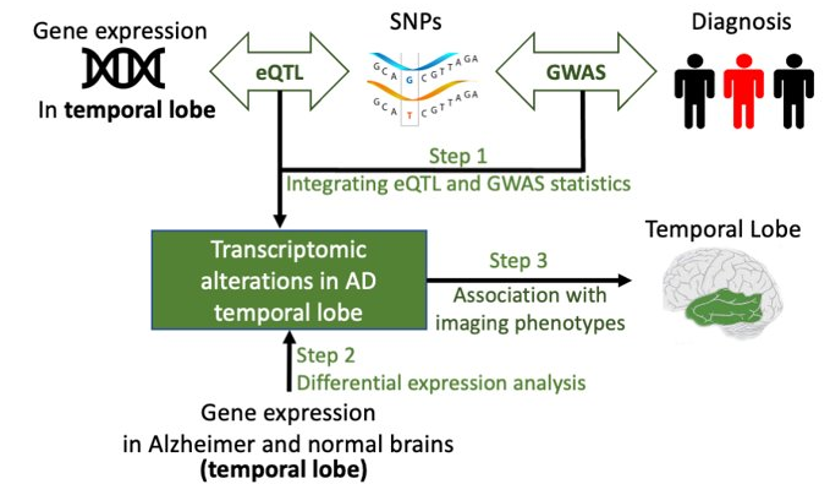 Gene expression
In temporal lobe
eQTL
SNPs
GCAGCGTTAGA
GCATCGTTAGA
GWAS
Diagnosis
Step 1
Integrating eQTL and GWAS statistics
Transcriptomic
alterations in AD
temporal lobe
Step 3
Association with
imaging phenotypes
Temporal Lobe
Step 2
Differential expression analysis
Gene expression
in Alzheimer and normal brains
(temporal lobe)